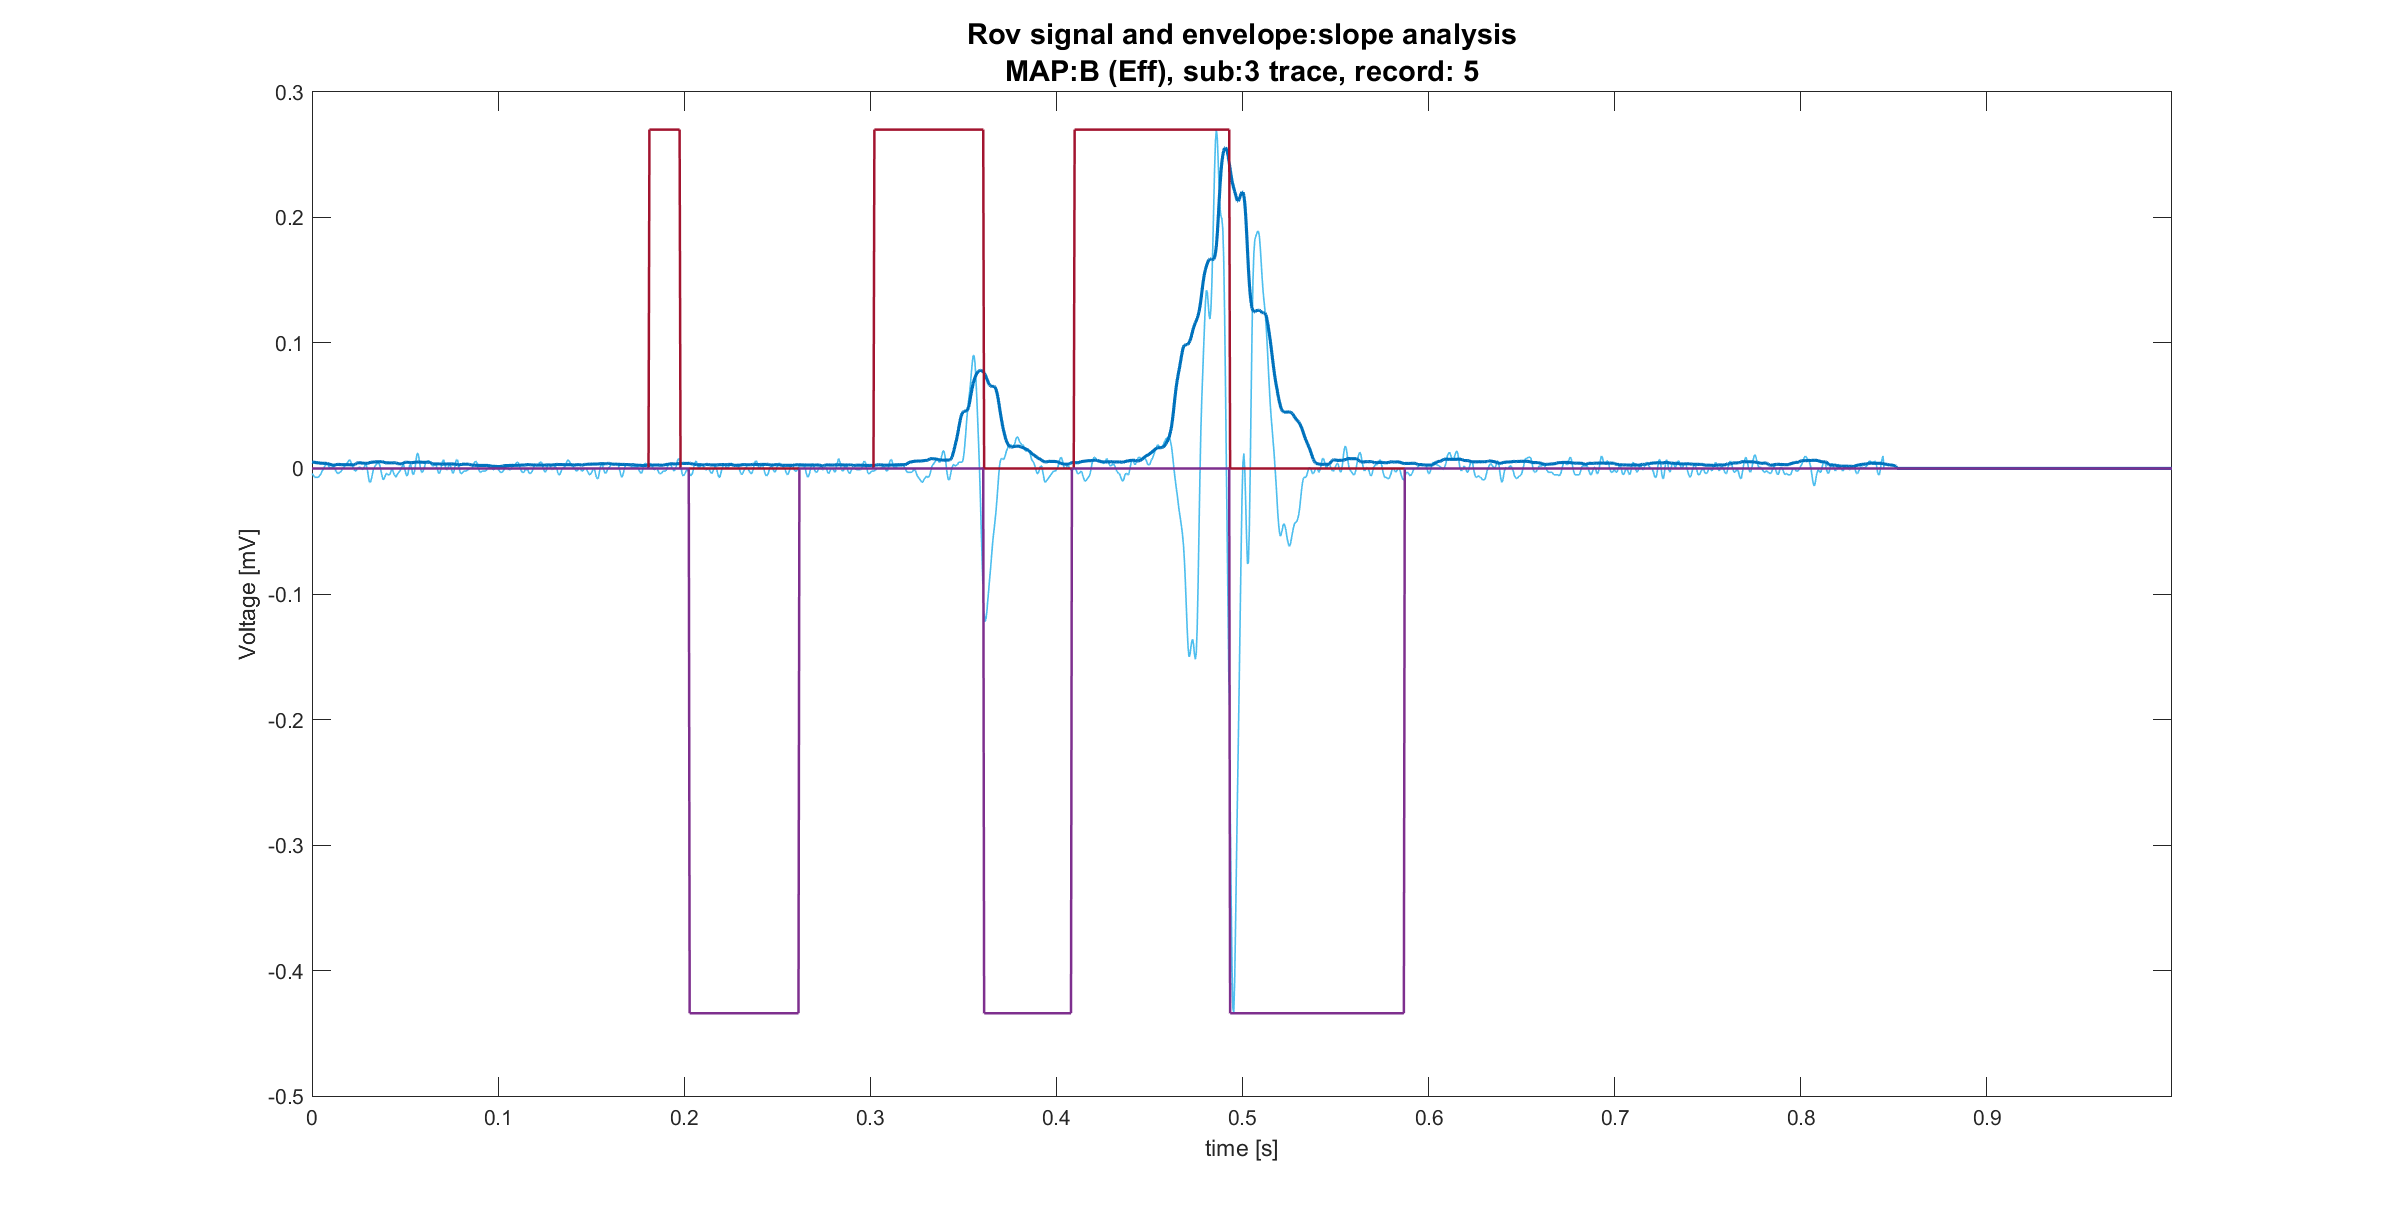 Rov signal and envelope:slope analysis
MAP:B (Eff), sub:3 trace, record: 5
0.3
0.2
0.1
0
-0.1
-0.2
-0.3
-0.4
-0.5
Voltage [mV]
0 0.1 0.2 0.3 0.4 0.5 0.6 0.7 0.8 0.9
time [s]